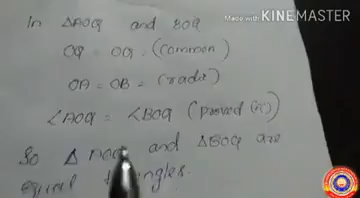 Made with KINEMASTER
In ΔAOQ and BOQ
OQ = OQ = (common)
OA = OB = (radii)
∠AOQ = ∠BOQ (proved
So Δ and ΔBOQ are
equal